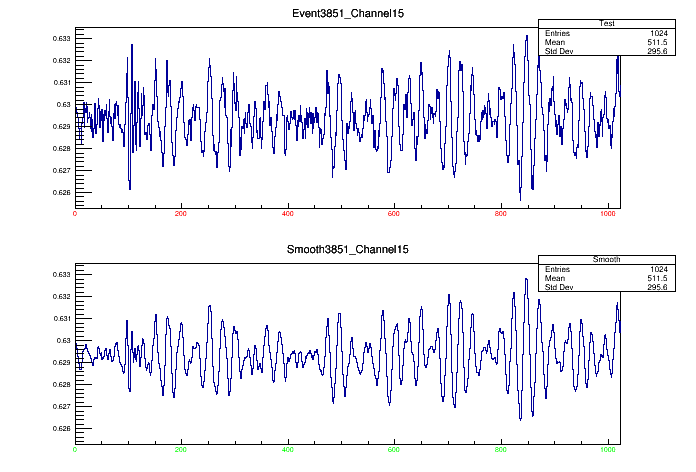 Event3851_Channel15
Test
Entries 1024
Mean 511.5
Std Dev 295.6
0.633
0.632
0.631
0.63
0.629
0.628
0.627
0.626
0 200 400 600 800 1000
Smooth3851_Channel15
Smooth
Entries 1024
Mean 511.5
Std Dev 295.6
0.633
0.632
0.631
0.63
0.629
0.628
0.627
0.626
0 200 400 600 800 1000